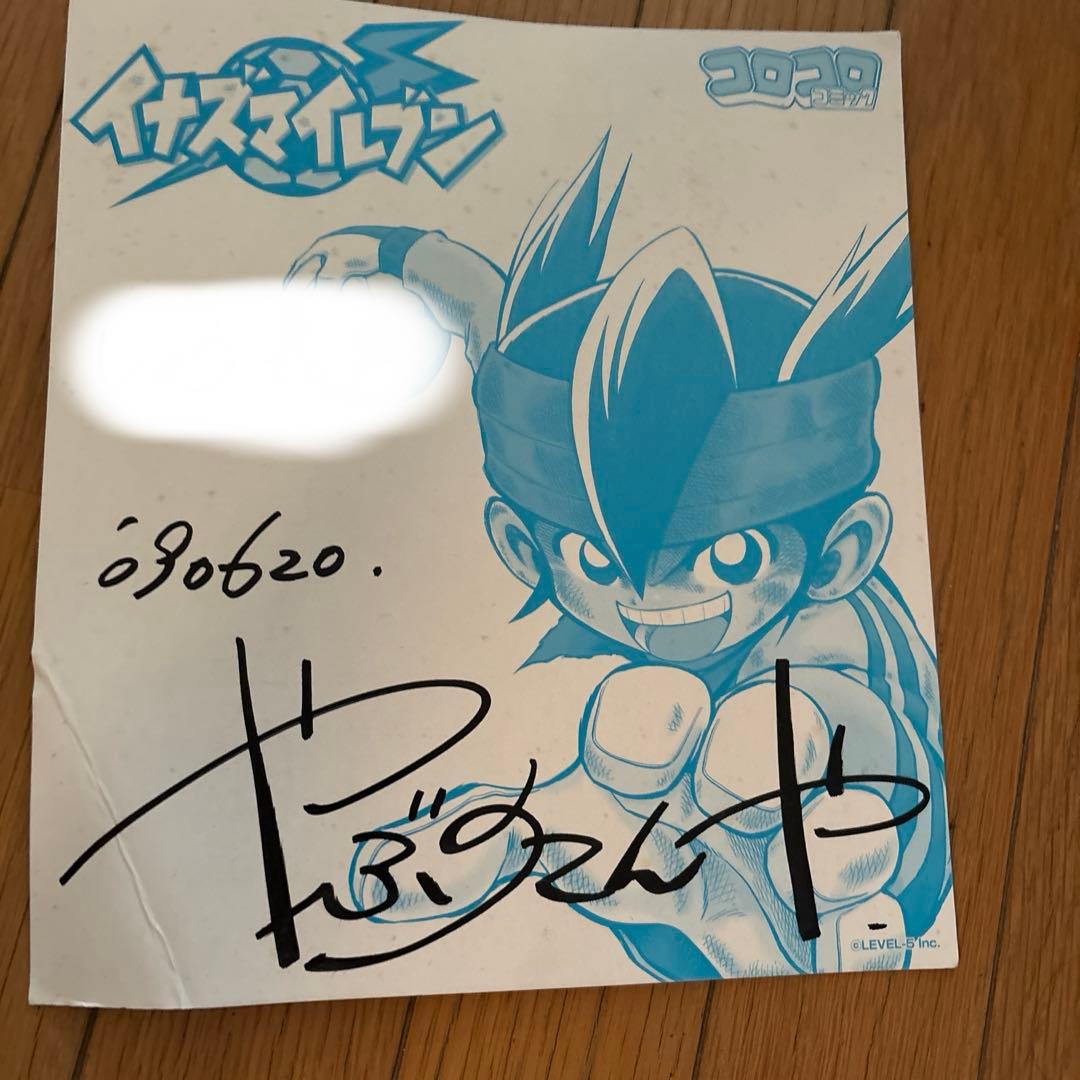 イナズマイレブン
コロコロ
コミック
'090620.
やぶのてんや
©LEVEL-5 Inc.